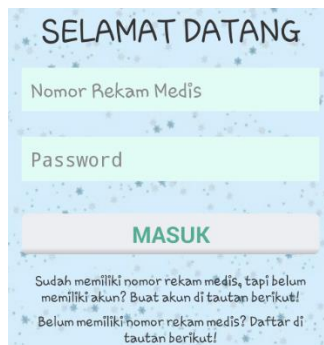 SELAMAT DATANG
Nomor Rekam Medis
Password
MASUK
Sudah memiliki nomor rekam medis, tapi belum
memiliki akun? Buat akun di tautan berikut!
Belum memiliki nomor rekam medis? Daftar di
tautan berikut!